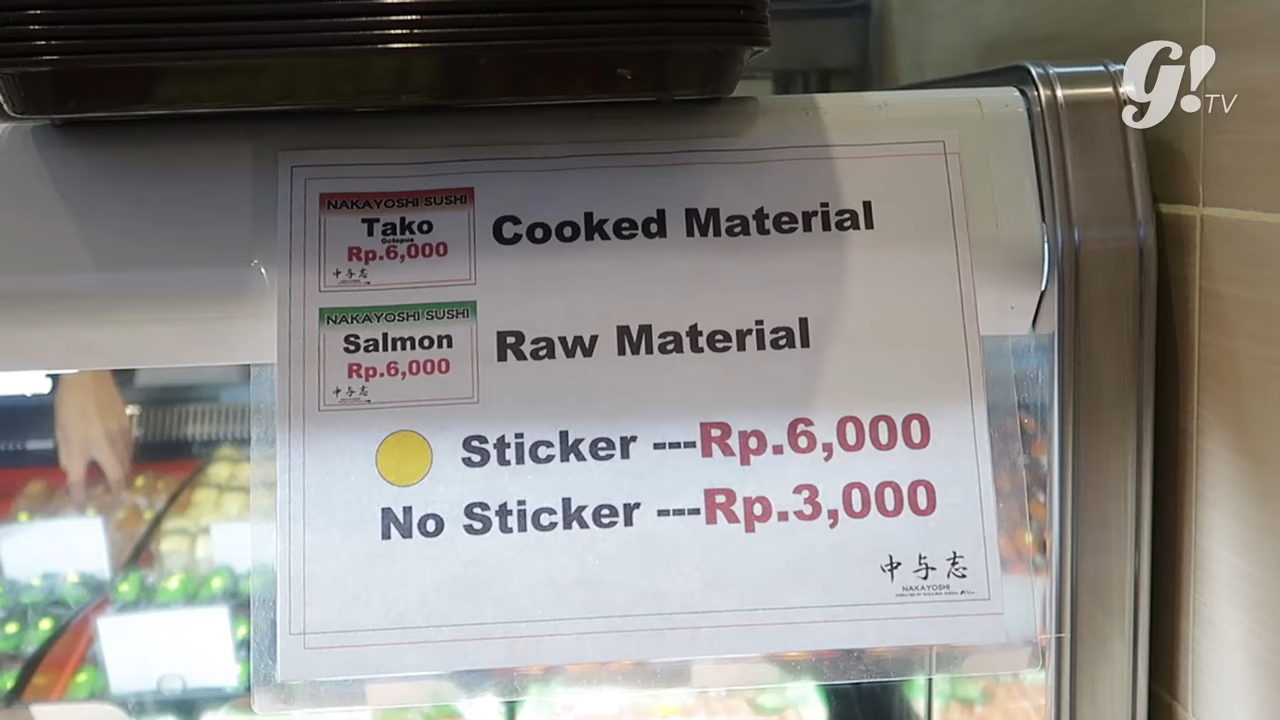 G! TV
NAKAYOSHI SUSHI
Tako
Octopus
Rp.6,000
中与志
Cooked Material
NAKAYOSHI SUSHI
Salmon
Rp.6,000
中与志
Raw Material
Sticker ---Rp.6,000
No Sticker ---Rp.3,000
中与志
NAKAYOSHI